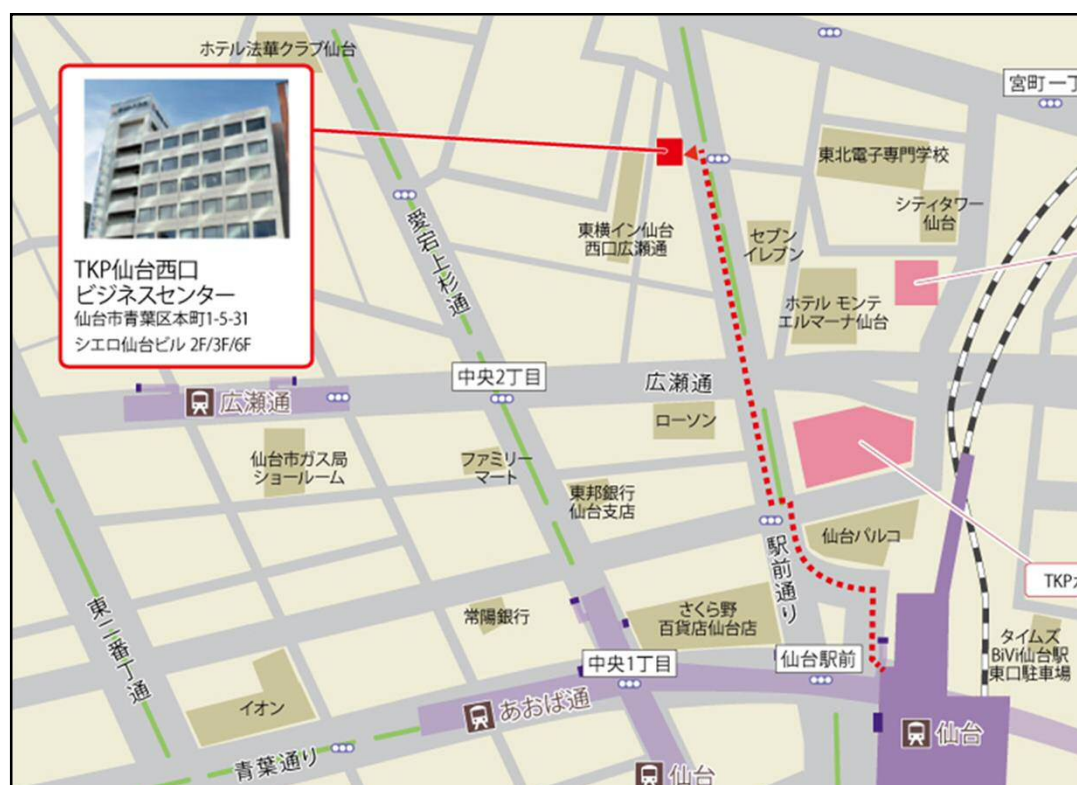 ホテル法華クラブ仙台
宮町一丁
TKP仙台西口
ビジネスセンター
仙台市青葉区本町1-5-31
シエロ仙台ビル 2F/3F/6F
愛宕上杉通
東横イン仙台
西口広瀬通
東北電子専門学校
シティタワー
仙台
セブン
イレブン
ホテル モンテ
エルマーナ仙台
中央2丁目
広瀬通
広瀬通
ローソン
仙台市ガス局
ショールーム
ファミリー
マート
東邦銀行
仙台支店
仙台パルコ
駅前通り
TKP
東二番丁通
常陽銀行
さくら野
百貨店仙台店
中央1丁目
仙台駅前
タイムズ
BiVi仙台駅
東口駐車場
イオン
あおば通
青葉通り
仙台
仙台